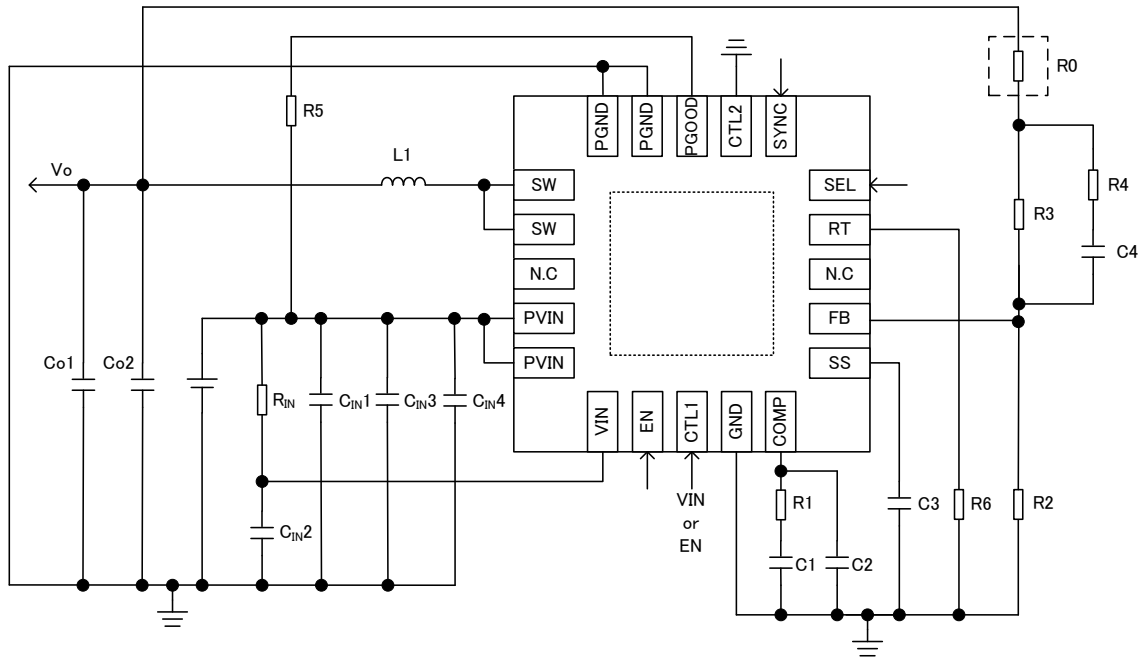 R0
R5
PGND
PGND
PGOOD
CTL2
SYNC
L1
Vo
SW
SEL
R4
SW
RT
R3
C4
N.C
N.C
PVIN
FB
Co1
Co2
PVIN
SS
RIN
CIN1
CIN3
CIN4
VIN
EN
CTL1
GND
COMP
VIN
or
EN
R1
C3
R6
R2
CIN2
C1
C2